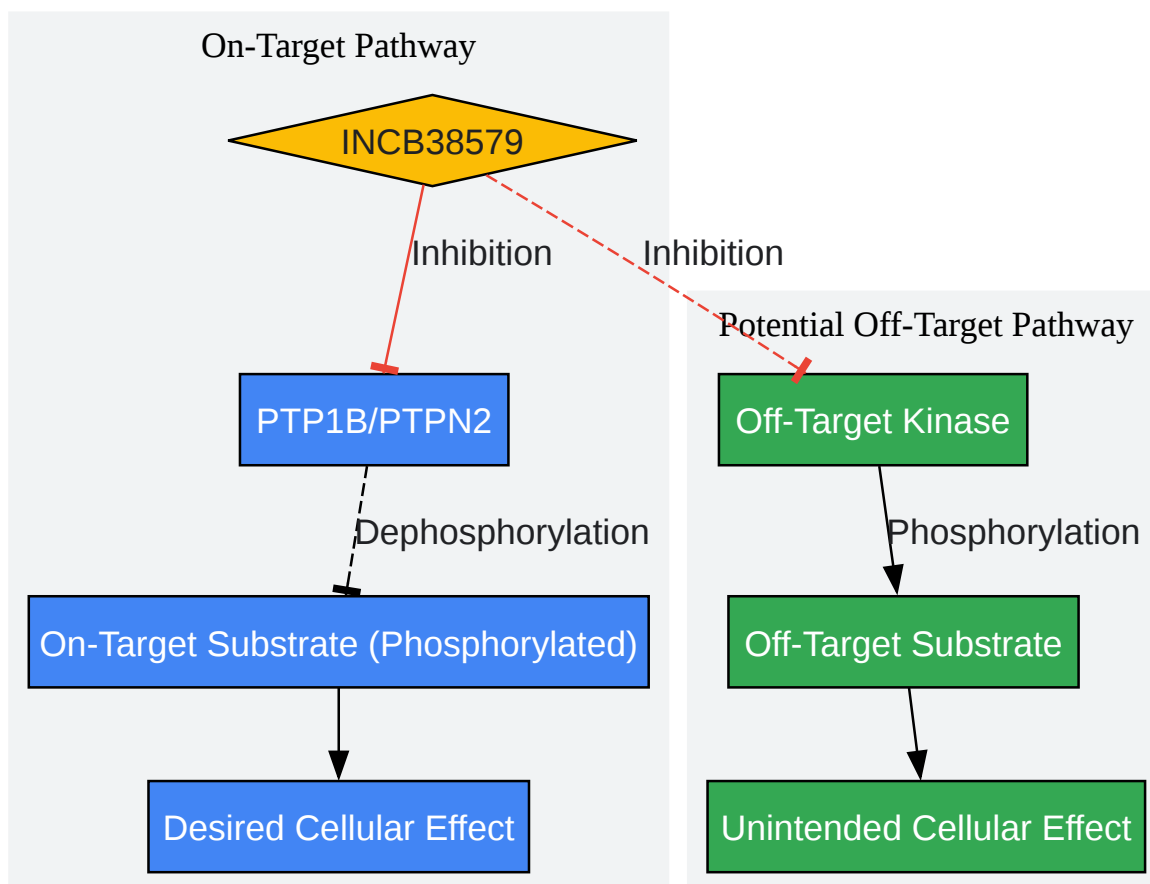 On-Target Pathway
INCB38579
Inhibition
Inhibition
Potential Off-Target Pathway
PTP1B/PTPN2
Off-Target Kinase
Dephosphorylation
Phosphorylation
On-Target Substrate (Phosphorylated)
Off-Target Substrate
Desired Cellular Effect
Unintended Cellular Effect